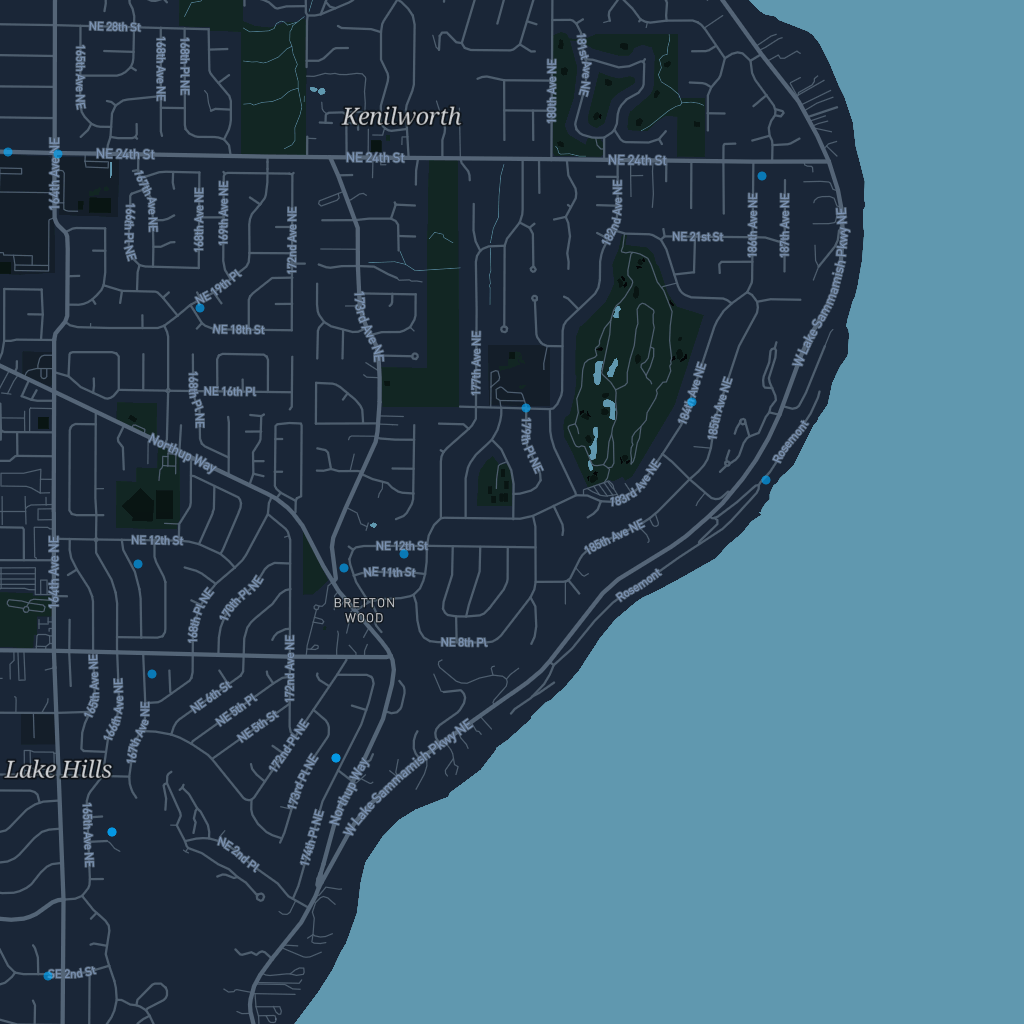 NE 28th St
165th Ave NE
168th Ave NE
168th Pl NE
181st Ave NE
180th Ave NE
Kenilworth
164th Ave NE
NE 24th St
NE 24th St
NE 24th St
167th Ave NE
166th Pl NE
168th Ave NE
169th Ave NE
172nd Ave NE
182nd Ave NE
NE 21st St
186th Ave NE
187th Ave NE
W Lake Sammamish Pkwy NE
NE 19th Pl
NE 18th St
173rd Ave NE
177th Ave NE
168th Pl NE
NE 16th Pl
184th Ave NE
185th Ave NE
Northup Way
179th Pl NE
Rosemont
183rd Ave NE
164th Ave NE
NE 12th St
NE 12th St
185th Ave NE
NE 11th St
Rosemont
168th Pl NE
170th Pl NE
BRETTON
WOOD
NE 8th Pl
172nd Ave NE
165th Ave NE
166th Ave NE
167th Ave NE
NE 6th St
NE 5th Pl
NE 5th St
172nd Pl NE
173rd Pl NE
Northup Way
W Lake Sammamish Pkwy NE
Lake Hills
165th Ave NE
174th Pl NE
NE 2nd Pl
SE 2nd St